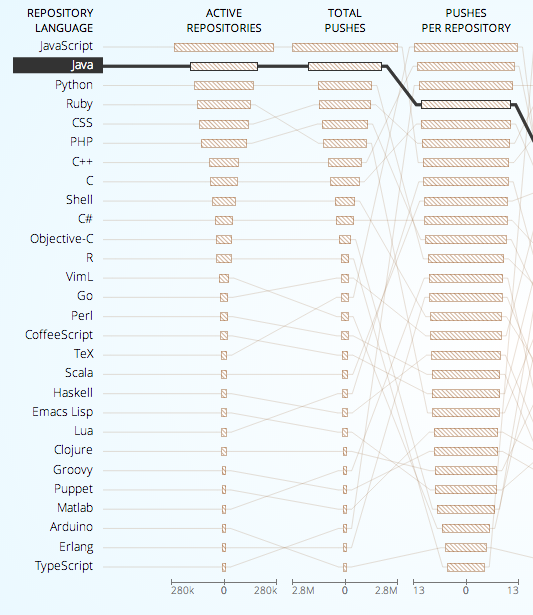 REPOSITORY
LANGUAGE
ACTIVE
REPOSITORIES
TOTAL
PUSHES
PUSHES
PER REPOSITORY
JavaScript
Java
Python
Ruby
CSS
PHP
C++
C
Shell
C#
Objective-C
R
VimL
Go
Perl
CoffeeScript
TeX
Scala
Haskell
Emacs Lisp
Lua
Clojure
Groovy
Puppet
Matlab
Arduino
Erlang
TypeScript
280k 0 280k 2.8M 0 2.8M 13 0 13